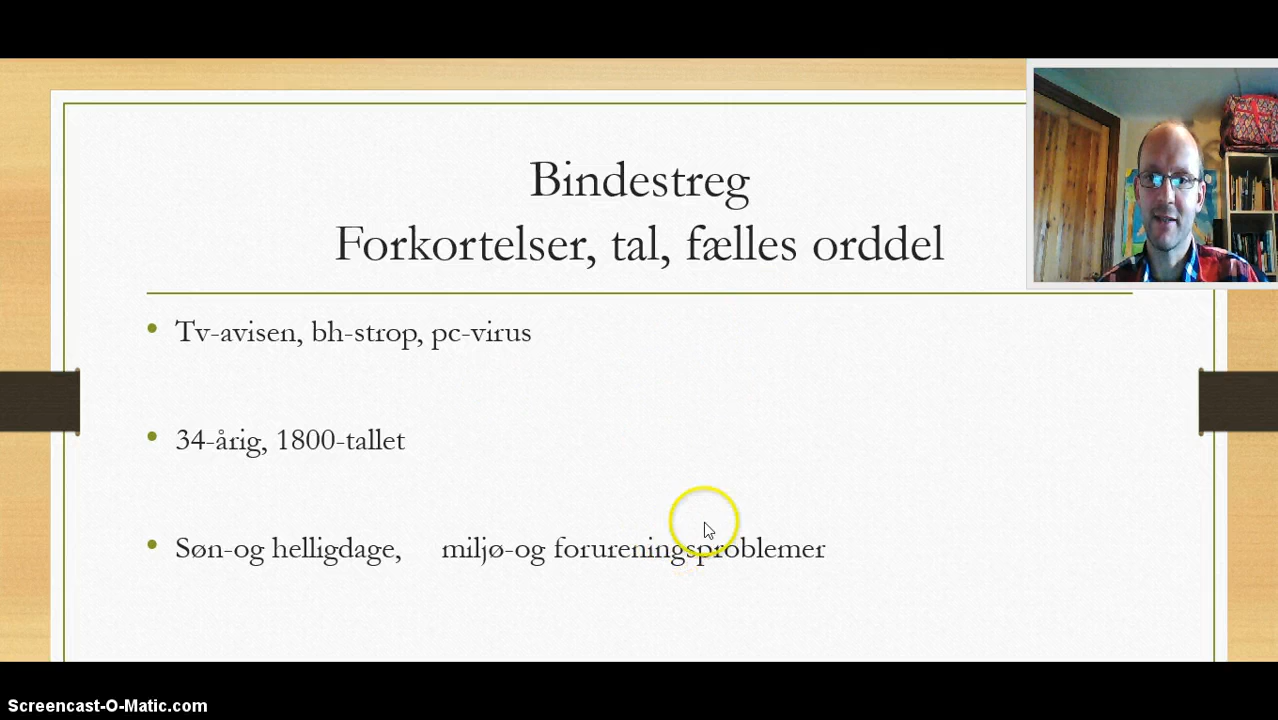 Bindestreg
Forkortelser, tal, fælles orddel
Tv-avisen, bh-strop, pc-virus
34-årig, 1800-tallet
Søn-og helligdage, miljø-og forureningsproblemer
Screencast-O-Matic.com